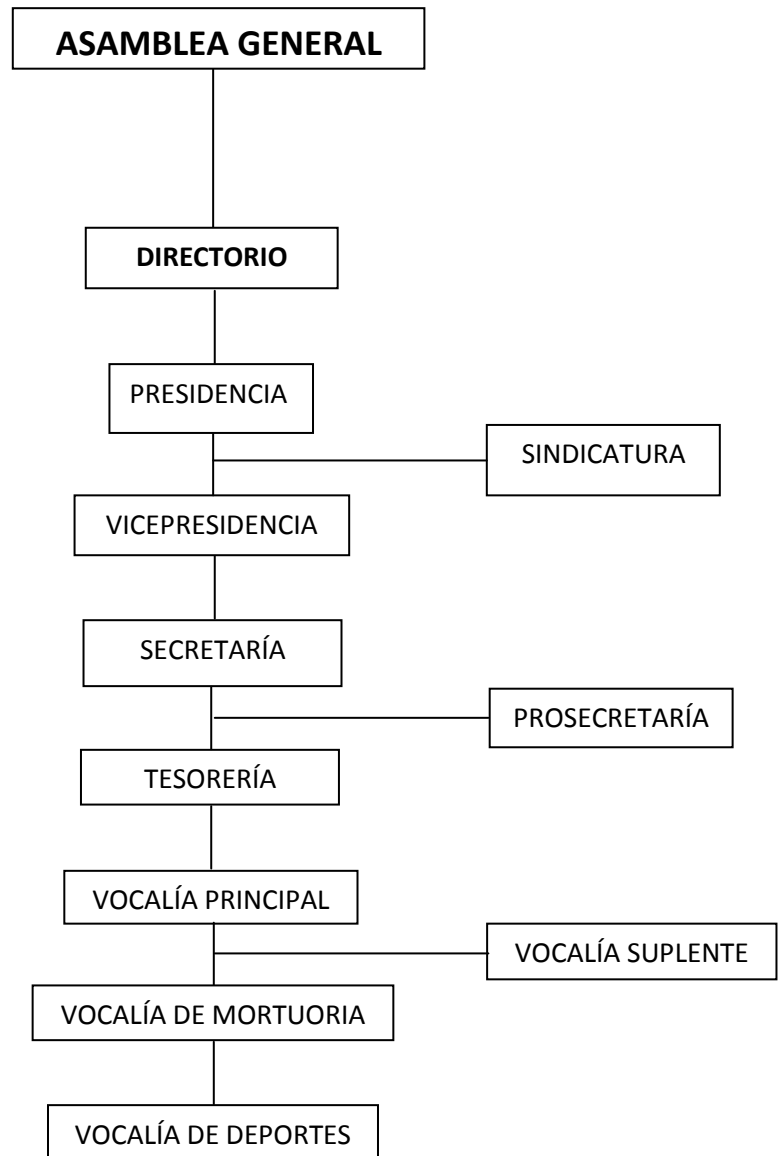 ASAMBLEA GENERAL
DIRECTORIO
PRESIDENCIA
SINDICATURA
VICEPRESIDENCIA
SECRETARÍA
PROSECRETARÍA
TESORERÍA
VOCALÍA PRINCIPAL
VOCALÍA SUPLENTE
VOCALÍA DE MORTUORIA
VOCALÍA DE DEPORTES